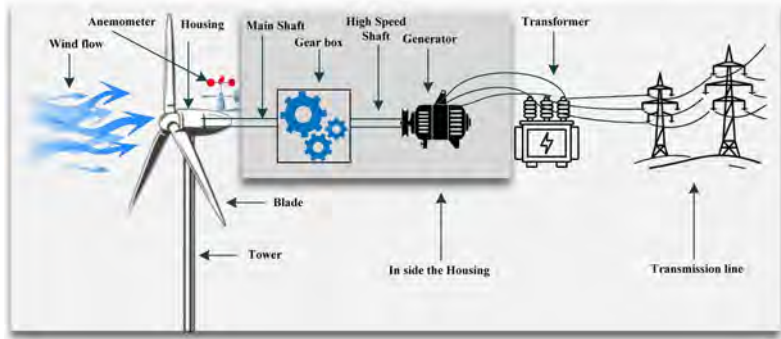 Anemometer
Housing
Wind flow
Main Shaft
Gear box
High Speed
Shaft
Generator
Transformer
Blade
Tower
In side the Housing
Transmission line